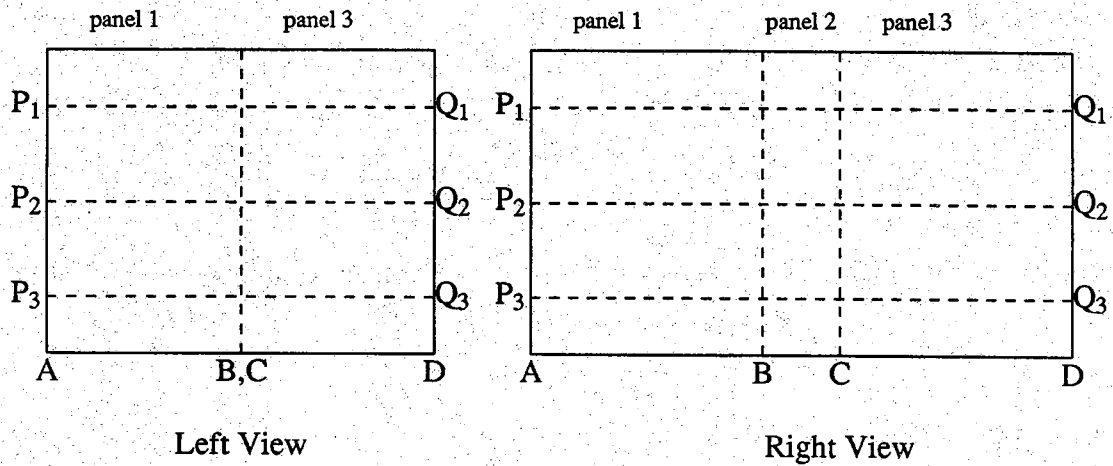 panel 1 panel 3 panel 1 panel 2 panel 3
P1 Q1 P1 Q1
P2 Q2 P2 Q2
P3 Q3 P3 Q3
A B,C D A B C D
Left View Right View